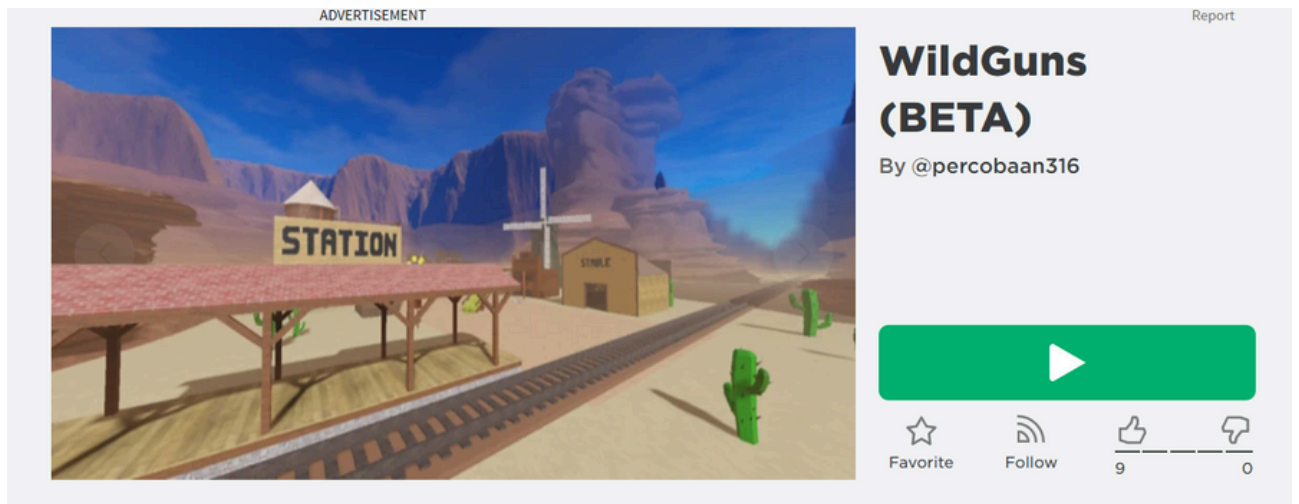 ADVERTISEMENT
Report
STATION
STABLE
WildGuns
(BETA)
By @percobaan316
Favorite
Follow
9
0